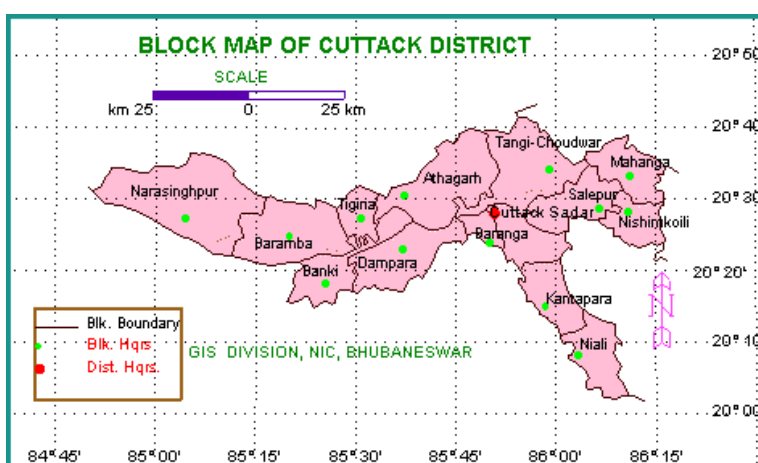 BLOCK MAP OF CUTTACK DISTRICT
20°50
SCALE
km 25 0 25 km
20°40
Tangi-Choudwar
Mahanga
Athagarh
Narasinghpur
Salepur
20°30
Tigiria
Cuttack Sadar
Nishintkoili
Baramba
Baranga
Banki
Dampara
20°20
Kantapara
Blk. Boundary
Blk. Hqrs
Dist. Hqrs.
GIS DIVISION, NIC, BHUBANESWAR
Niali
20°10
N
20°00
84°45' 85°00' 85°15' 85°30' 85°45' 86°00' 86°15'